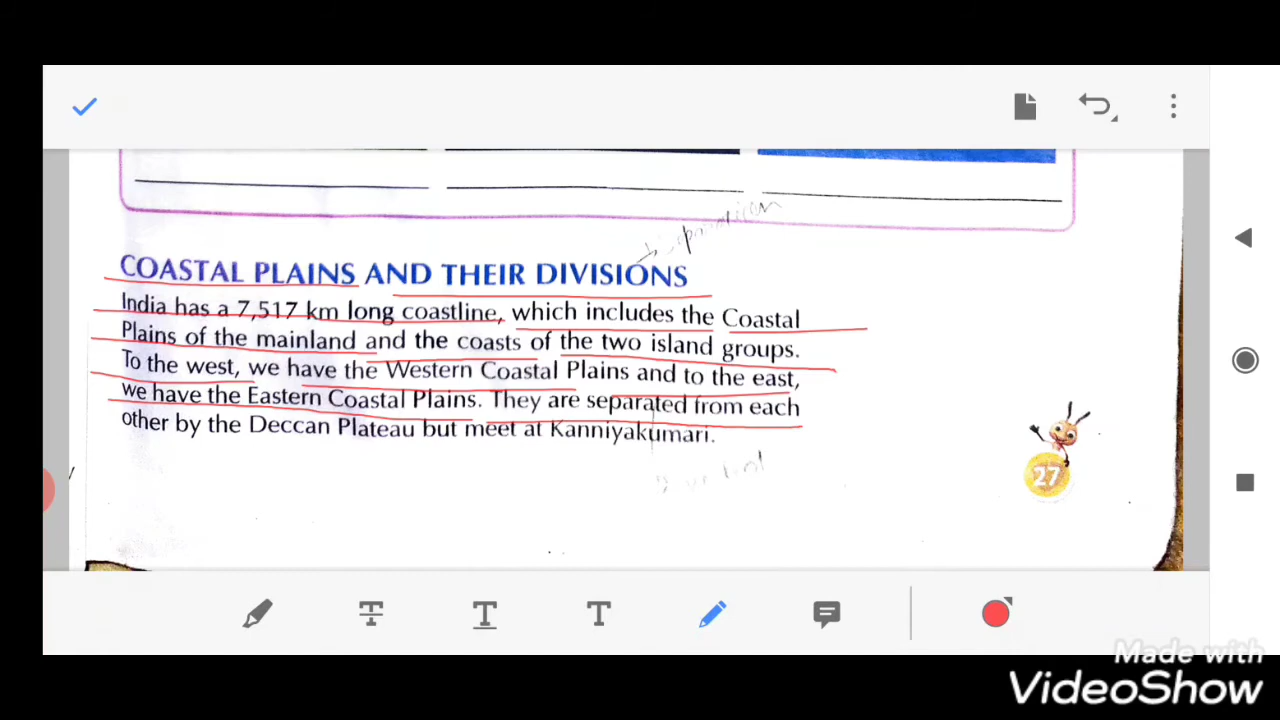 COASTAL PLAINS AND THEIR DIVISIONS
India has a 7,517 km long coastline, which includes the Coastal
Plains of the mainland and the coasts of the two island groups.
To the west, we have the Western Coastal Plains and to the east,
we have the Eastern Coastal Plains. They are separated from each
other by the Deccan Plateau but meet at Kanniyakumari.
27
T T T
Made with
VideoShow